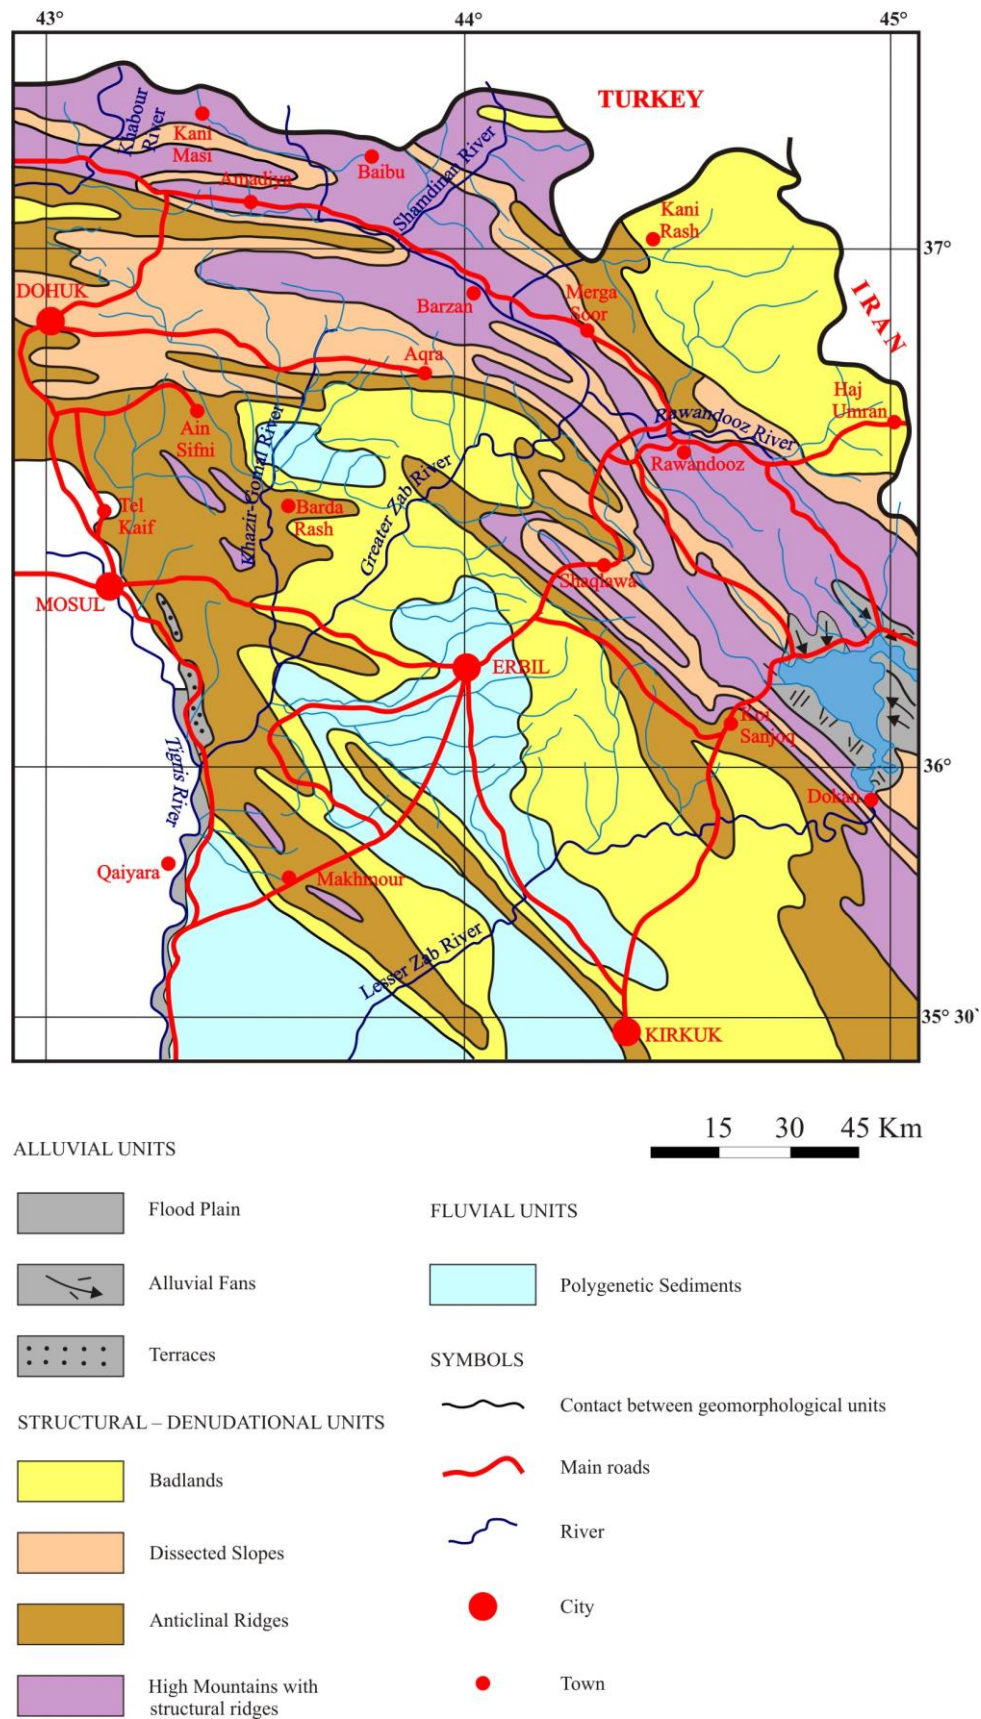 43°
44°
45°
TURKEY
Khabour
River
Kani
Masi
Baibu
Amadiya
Shamdinan River
Kani
Rash
37°
IRAN
DOHUK
Barzan
Merga
Soor
Aqra
Haj
Umran
Ain
Sifni
Rawandooz River
Rawandooz
Khazir-Gomal River
Greater Zab River
Tel
Kaif
Barda
Rash
MOSUL
Shaqlawa
ERBIL
Koi
Sanjoq
36°
Tigris River
Dokan
Qaiyara
Makhmour
Lesser Zab River
35° 30`
KIRKUK
15 30 45 Km
ALLUVIAL UNITS
Flood Plain
Alluvial Fans
Terraces
STRUCTURAL – DENUDATIONAL UNITS
Badlands
Dissected Slopes
Anticlinal Ridges
High Mountains with
structural ridges
FLUVIAL UNITS
Polygenetic Sediments
SYMBOLS
Contact between geomorphological units
Main roads
River
City
Town